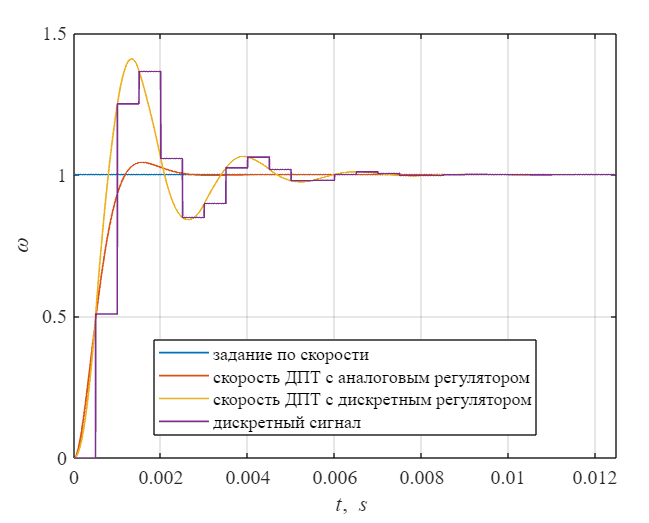 1.5
1
0.5
0
ω
задание по скорости
скорость ДПТ с аналоговым регулятором
скорость ДПТ с дискретным регулятором
дискретный сигнал
0 0.002 0.004 0.006 0.008 0.01 0.012
t, s